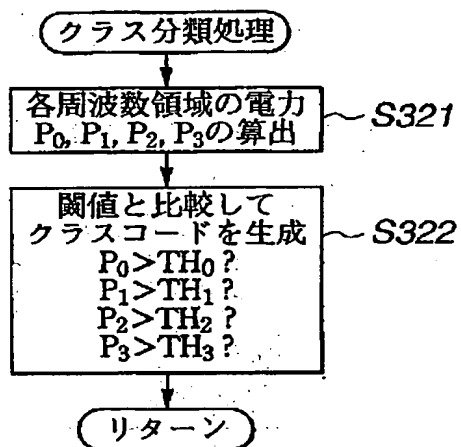 クラス分類処理
各周波数領域の電力
P₀, P₁, P₂, P₃の算出
S321
閾値と比較して
クラスコードを生成
P₀>TH₀?
P₁>TH₁?
P₂>TH₂?
P₃>TH₃?
S322
リターン